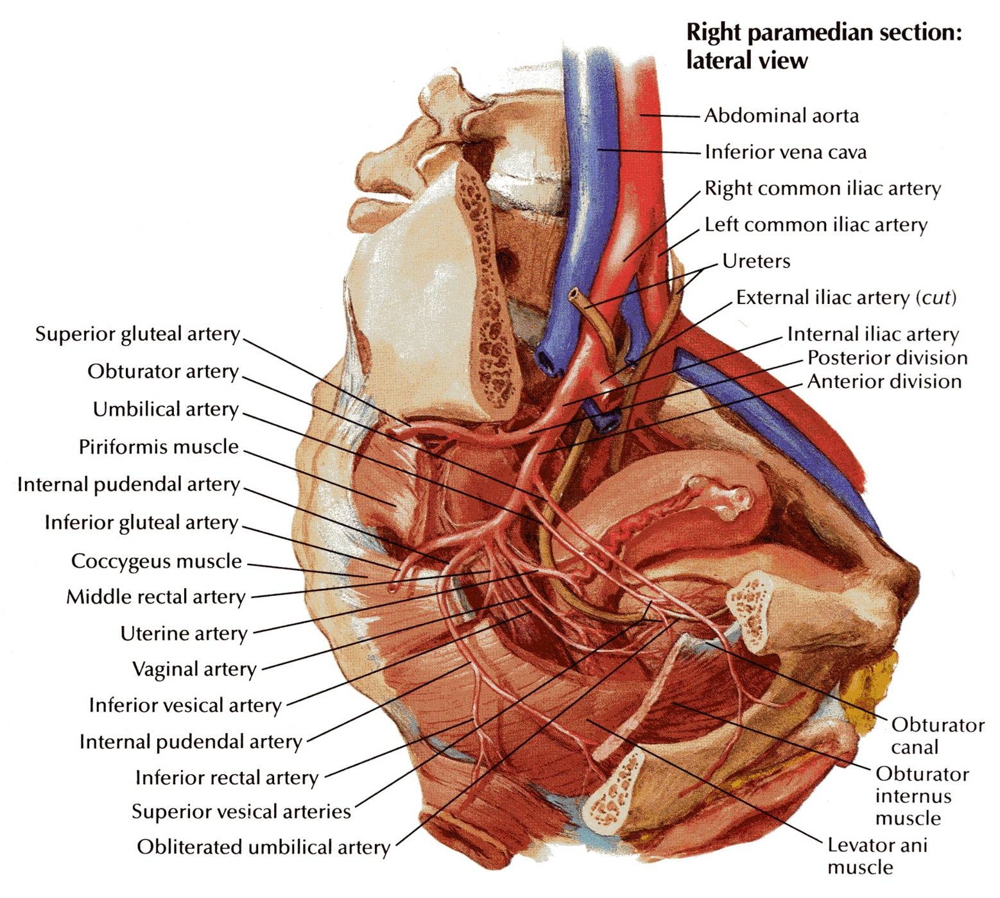 Right paramedian section:
lateral view
Abdominal aorta
Inferior vena cava
Right common iliac artery
Left common iliac artery
Ureters
External iliac artery (cut)
Internal iliac artery
Posterior division
Anterior division
Superior gluteal artery
Obturator artery
Umbilical artery
Piriformis muscle
Internal pudendal artery
Inferior gluteal artery
Coccygeus muscle
Middle rectal artery
Uterine artery
Vaginal artery
Inferior vesical artery
Internal pudendal artery
Inferior rectal artery
Superior vesical arteries
Obliterated umbilical artery
Obturator
canal
Obturator
internus
muscle
Levator ani
muscle